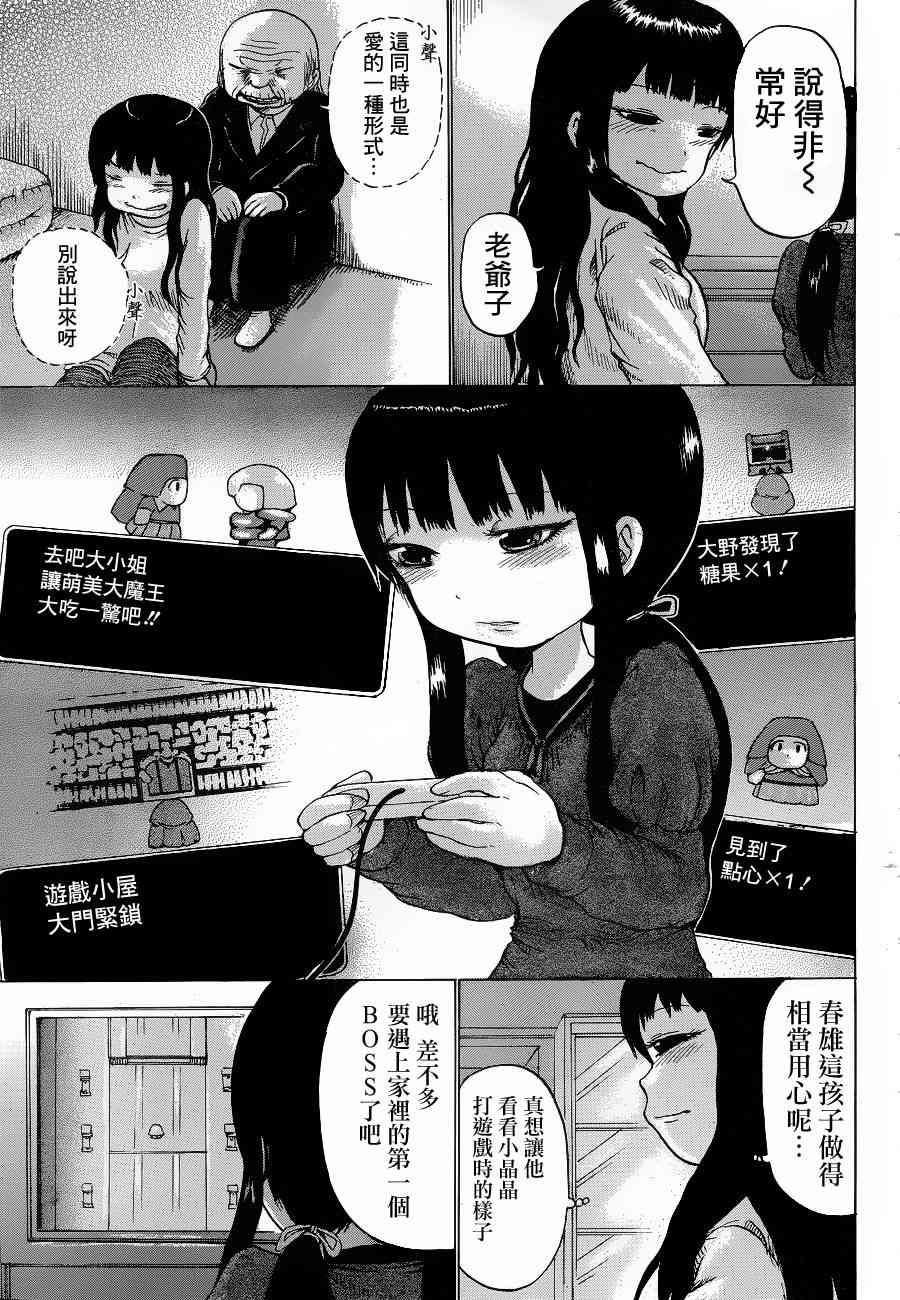 說得非～
常好
老爺子
小聲
這同時也是
愛的一種形式…
別說出來呀
小聲
大野發現了
糖果×1！
去吧大小姐
讓萌美大魔王
大吃一驚吧！！
見到了
點心×1！
遊戲小屋
大門緊鎖
春雄這孩子做得
相當用心呢…
真想讓他
看看小晶晶
打遊戲時的樣子
哦 差不多
要遇上家裡的第一個
BOSS了吧